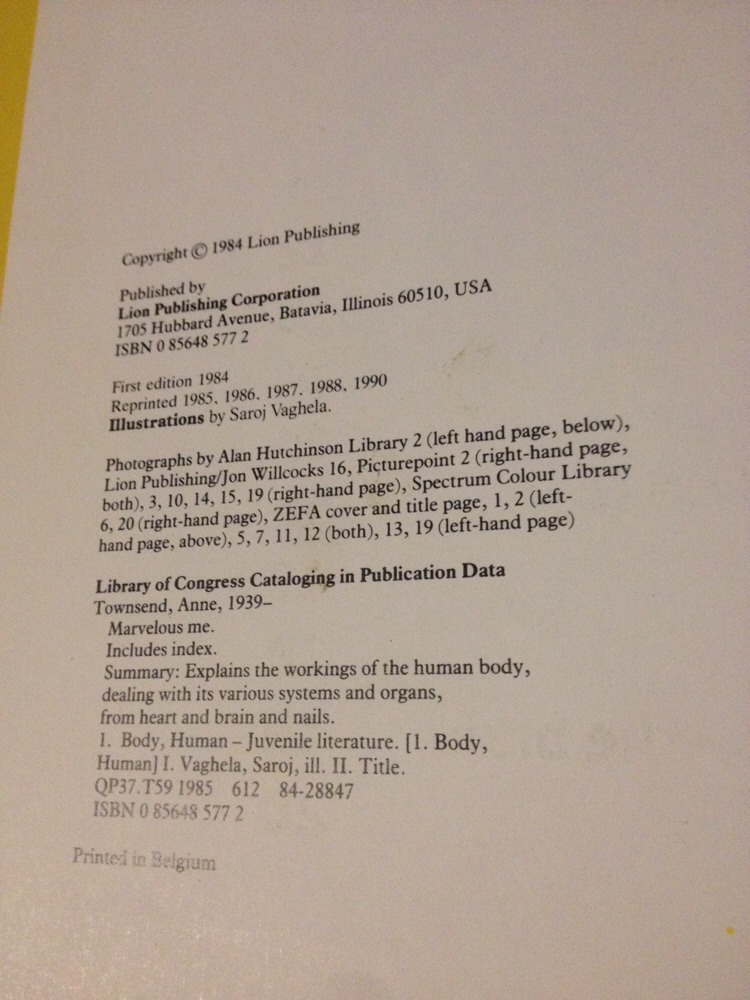 Copyright © 1984 Lion Publishing
Published by
Lion Publishing Corporation
1705 Hubbard Avenue, Batavia, Illinois 60510, USA
ISBN 0 85648 577 2
First edition 1984
Reprinted 1985, 1986, 1987, 1988, 1990
Illustrations by Saroj Vaghela.
Photographs by Alan Hutchinson Library 2 (left hand page, below),
Lion Publishing/Jon Willcocks 16, Picturepoint 2 (right-hand page,
both), 3, 10, 14, 15, 19 (right-hand page), Spectrum Colour Library
6, 20 (right-hand page), ZEFA cover and title page, 1, 2 (left-
hand page, above), 5, 7, 11, 12 (both), 13, 19 (left-hand page)
Library of Congress Cataloging in Publication Data
Townsend, Anne, 1939–
Marvelous me.
Includes index.
Summary: Explains the workings of the human body,
dealing with its various systems and organs,
from heart and brain and nails.
1. Body, Human – Juvenile literature. [1. Body,
Human] I. Vaghela, Saroj, ill. II. Title.
QP37.T59 1985 612 84-28847
ISBN 0 85648 577 2
Printed in Belgium